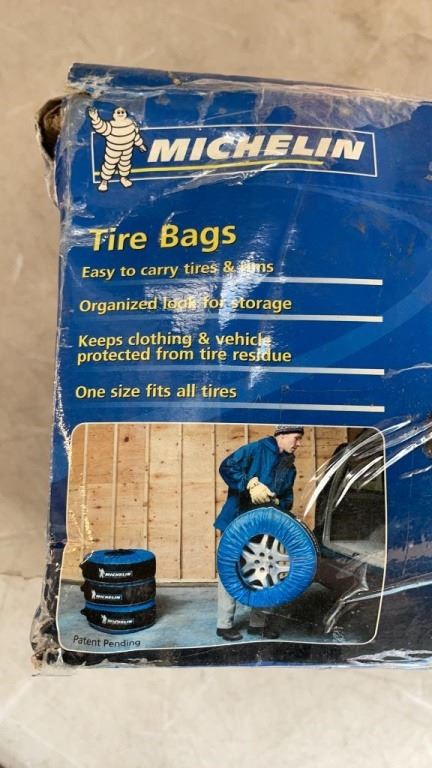 MICHELIN
Tire Bags
Easy to carry tires & rims
Organized look for storage
Keeps clothing & vehicle
protected from tire residue
One size fits all tires
MICHELIN
MICHELIN
Patent Pending